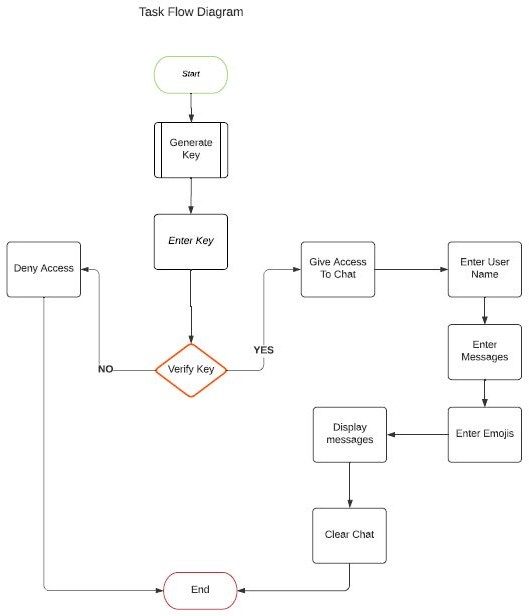 Task Flow Diagram
Start
Generate
Key
Enter Key
Deny Access
Give Access
To Chat
Enter User
Name
YES
NO
Verify Key
Enter
Messages
Display
messages
Enter Emojis
Clear Chat
End